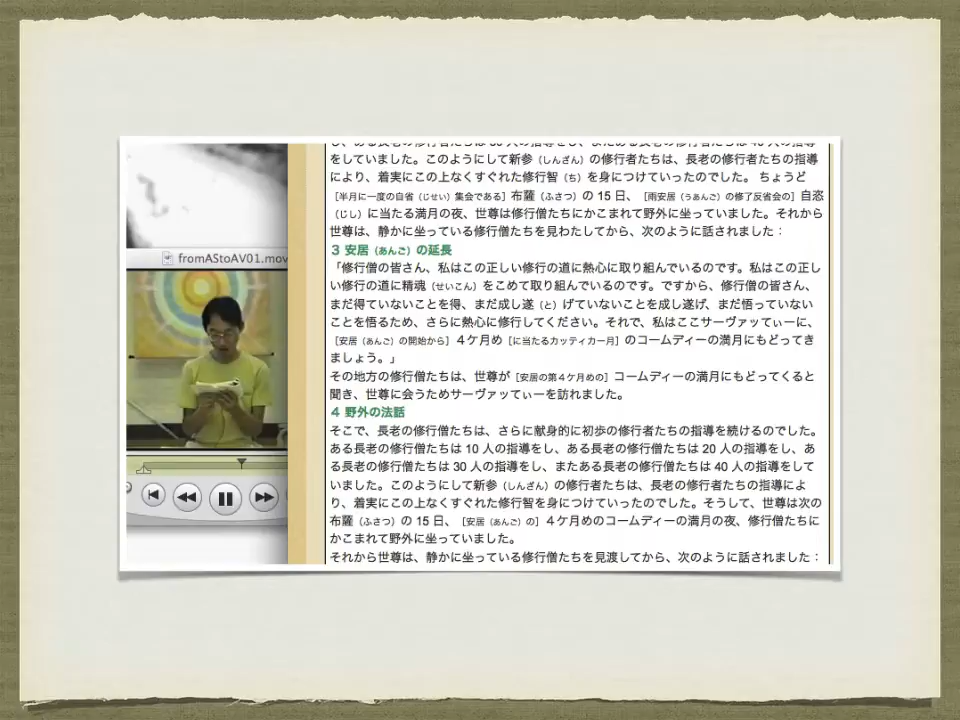 fromAStoAV01.mov
をしていました。このようにして新参（しんざん）の修行者たちは、長老の修行者たちの指導
により、着実にこの上なくすぐれた修行智（ち）を身につけていったのでした。 ちょうど
［半月に一度の自省（じせい）集会である］布薩（ふさつ）の 15 日、［雨安居（うあんご）の修了反省会の］自恣
（じし）に当たる満月の夜、世尊は修行僧たちにかこまれて野外に坐っていました。それから
世尊は、静かに坐っている修行僧たちを見わたしてから、次のように話されました：
3 安居（あんご）の延長
「修行僧の皆さん、私はこの正しい修行の道に熱心に取り組んでいるのです。私はこの正し
い修行の道に精魂（せいこん）をこめて取り組んでいるのです。ですから、修行僧の皆さん、
まだ得ていないことを得、まだ成し遂（と）げていないことを成し遂げ、まだ悟っていない
ことを悟るため、さらに熱心に修行してください。それで、私はここサーヴァッてぃーに、
［安居（あんご）の開始から］４ケ月め［に当たるカッティカー月］のコームディーの満月にもどってき
ましょう。」
その地方の修行僧たちは、世尊が［安居の第４ケ月めの］コームディーの満月にもどってくると
聞き、世尊に会うためサーヴァッてぃーを訪れました。
4 野外の法話
そこで、長老の修行僧たちは、さらに献身的に初歩の修行者たちの指導を続けるのでした。
ある長老の修行僧たちは 10 人の指導をし、ある長老の修行僧たちは 20 人の指導をし、あ
る長老の修行僧たちは 30 人の指導をし、またある長老の修行僧たちは 40 人の指導をして
いました。このようにして新参（しんざん）の修行者たちは、長老の修行者たちの指導によ
り、着実にこの上なくすぐれた修行智を身につけていったのでした。そうして、世尊は次の
布薩（ふさつ）の 15 日、［安居（あんご）の］４ケ月めのコームディーの満月の夜、修行僧たちに
かこまれて野外に坐っていました。
それから世尊は、静かに坐っている修行僧たちを見渡してから、次のように話されました：